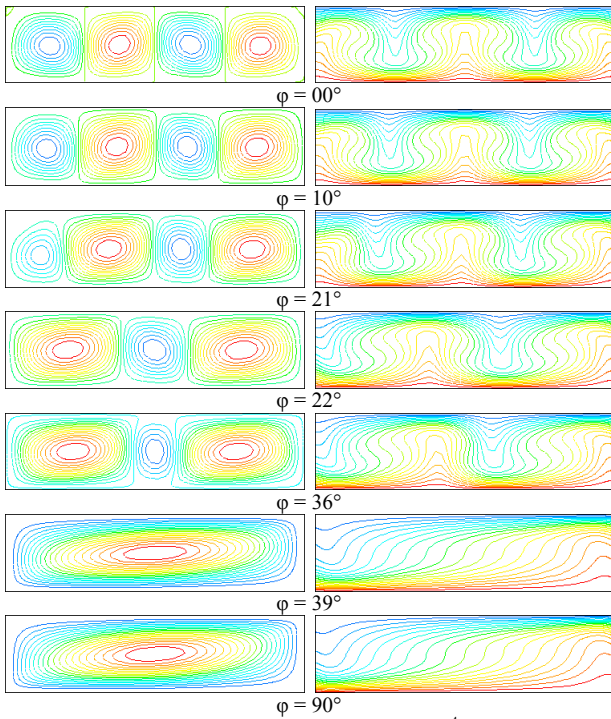 φ = 00°
φ = 10°
φ = 21°
φ = 22°
φ = 36°
φ = 39°
φ = 90°